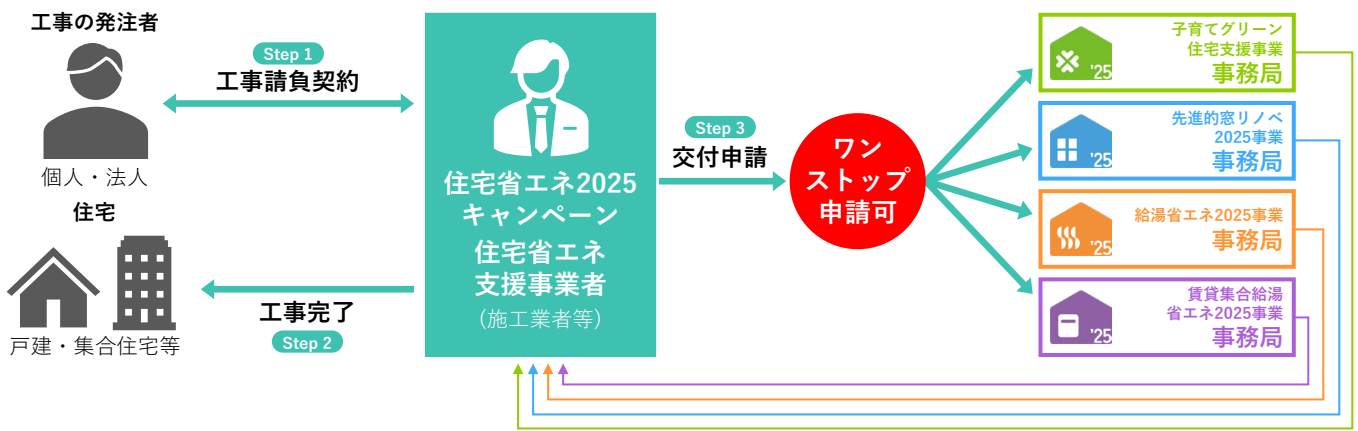 工事の発注者
個人・法人
住宅
戸建・集合住宅等
Step 1
工事請負契約
工事完了
Step 2
住宅省エネ2025
キャンペーン
住宅省エネ
支援事業者
(施工業者等)
Step 3
交付申請
ワン
ストップ
申請可
'25
子育てグリーン
住宅支援事業
事務局
'25
先進的窓リノベ
2025事業
事務局
'25
給湯省エネ2025事業
事務局
'25
賃貸集合給湯
省エネ2025事業
事務局